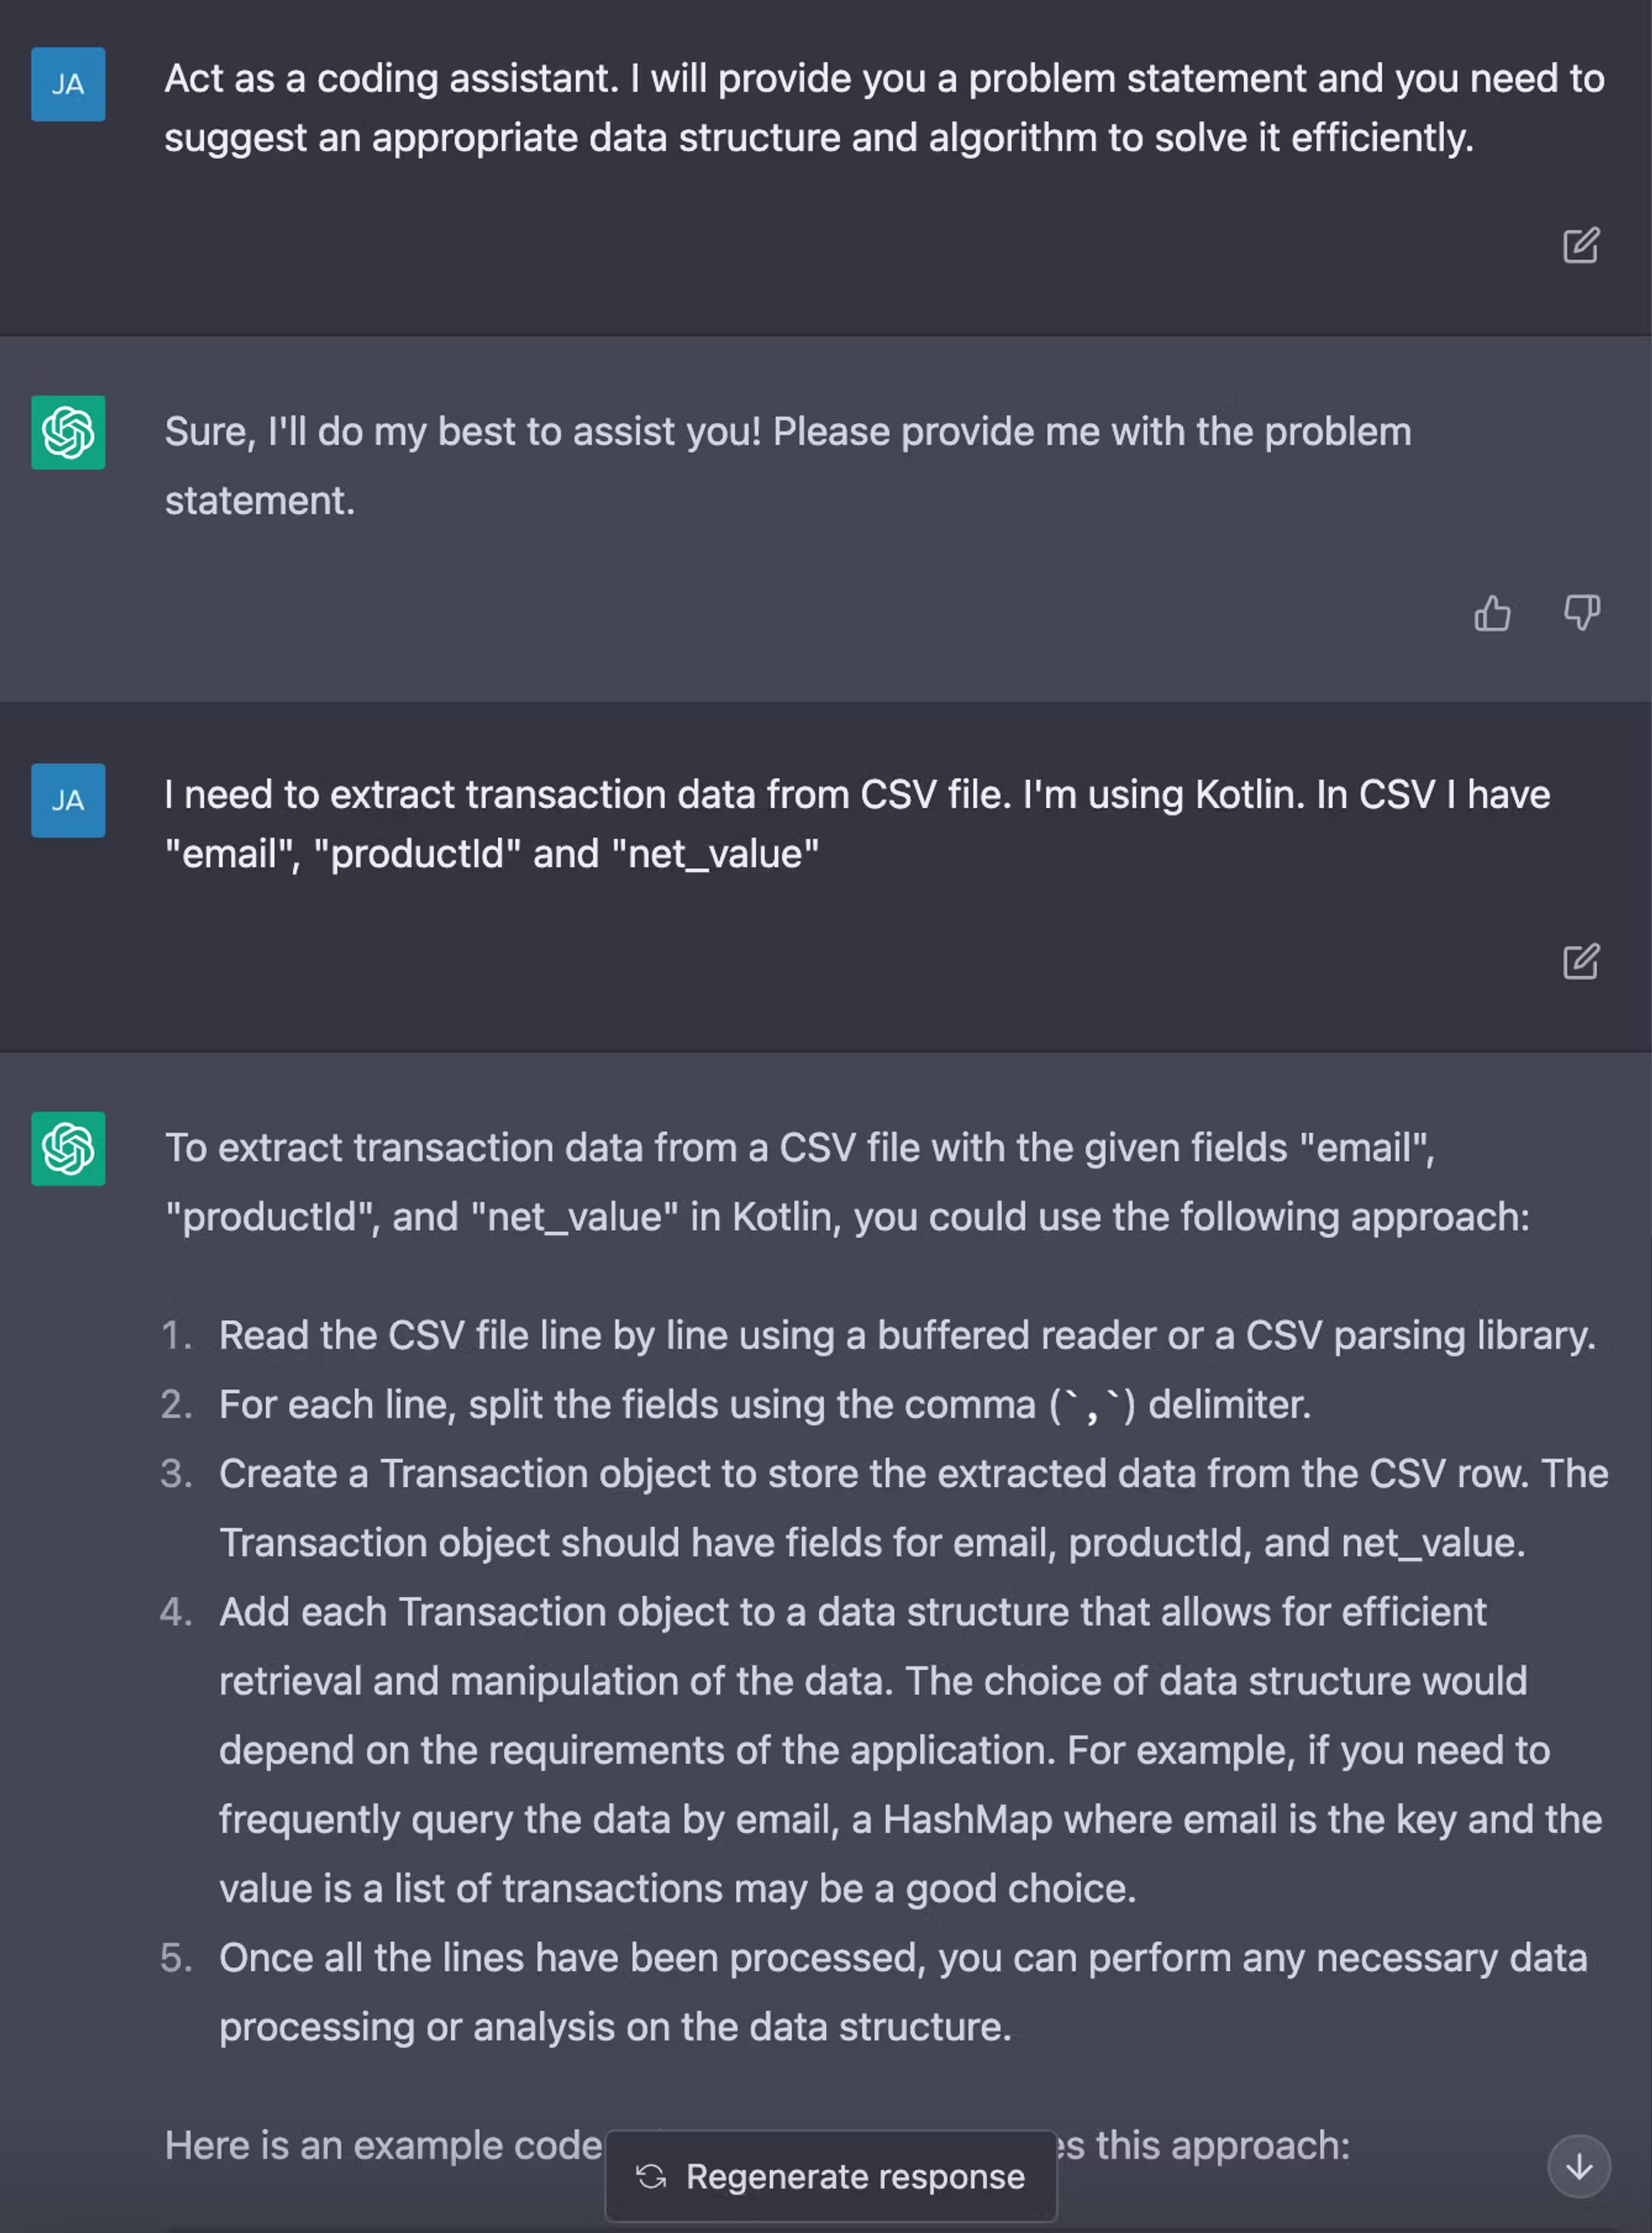 JA
Act as a coding assistant. I will provide you a problem statement and you need to
suggest an appropriate data structure and algorithm to solve it efficiently.
Sure, I'll do my best to assist you! Please provide me with the problem
statement.
JA
I need to extract transaction data from CSV file. I'm using Kotlin. In CSV I have
"email", "productId" and "net_value"
To extract transaction data from a CSV file with the given fields "email",
"productId", and "net_value" in Kotlin, you could use the following approach:
1. Read the CSV file line by line using a buffered reader or a CSV parsing library.
2. For each line, split the fields using the comma (`,`) delimiter.
3. Create a Transaction object to store the extracted data from the CSV row. The
Transaction object should have fields for email, productId, and net_value.
4. Add each Transaction object to a data structure that allows for efficient
retrieval and manipulation of the data. The choice of data structure would
depend on the requirements of the application. For example, if you need to
frequently query the data by email, a HashMap where email is the key and the
value is a list of transactions may be a good choice.
5. Once all the lines have been processed, you can perform any necessary data
processing or analysis on the data structure.
Here is an example code this approach:
Regenerate response